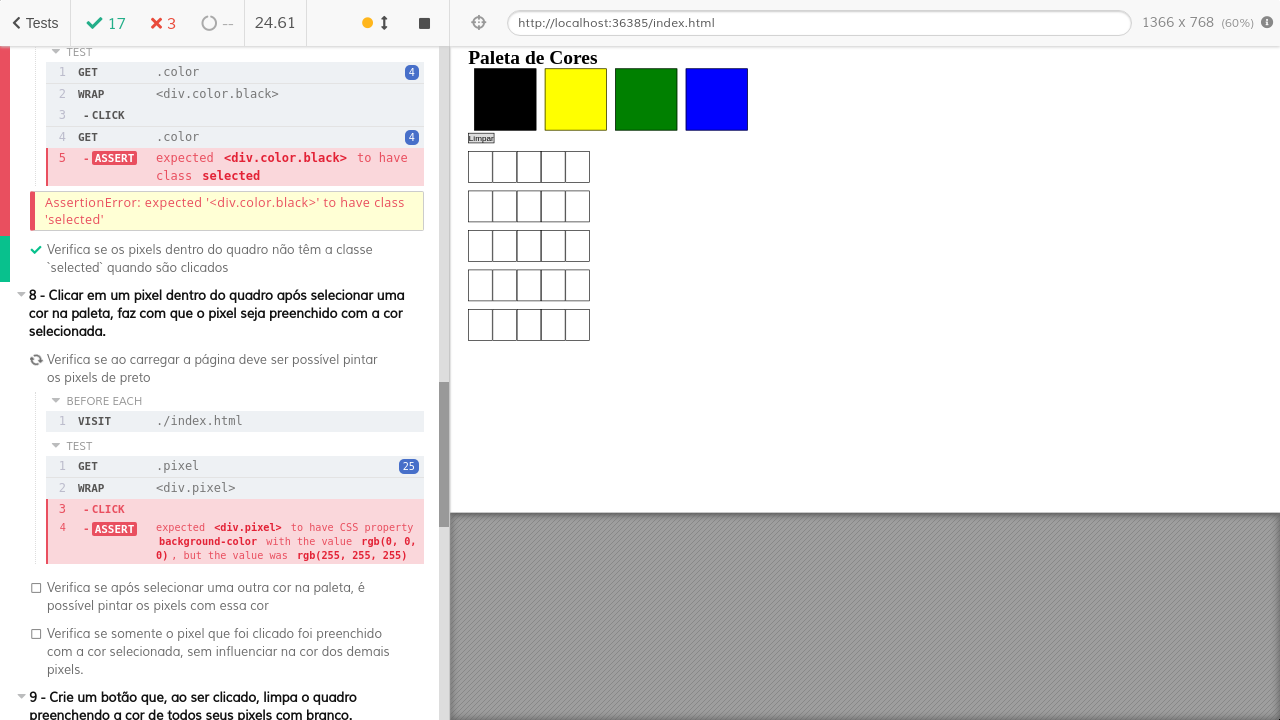 Tests
17
3
--
24.61
TEST
1 GET .color 4
2 WRAP <div.color.black>
3 - CLICK
4 GET .color 4
5 - ASSERT expected <div.color.black> to have
class selected
AssertionError: expected '<div.color.black>' to have class
'selected'
Verifica se os pixels dentro do quadro não têm a classe
`selected` quando são clicados
8 - Clicar em um pixel dentro do quadro após selecionar uma
cor na paleta, faz com que o pixel seja preenchido com a cor
selecionada.
Verifica se ao carregar a página deve ser possível pintar
os pixels de preto
BEFORE EACH
1 VISIT ./index.html
TEST
1 GET .pixel 25
2 WRAP <div.pixel>
3 - CLICK
4 - ASSERT expected <div.pixel> to have CSS property
background-color with the value rgb(0, 0,
0), but the value was rgb(255, 255, 255)
Verifica se após selecionar uma outra cor na paleta, é
possível pintar os pixels com essa cor
Verifica se somente o pixel que foi clicado foi preenchido
com a cor selecionada, sem influenciar na cor dos demais
pixels.
9 - Crie um botão que, ao ser clicado, limpa o quadro
preenchendo a cor de todos seus pixels com branco.
http://localhost:36385/index.html
1366 x 768 (60%)
Paleta de Cores
Limpar